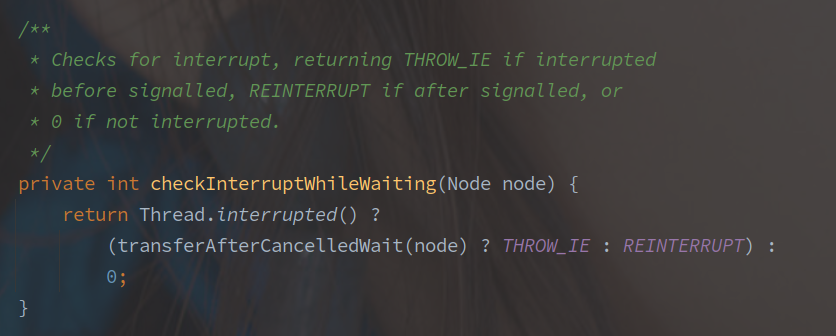 /**
 * Checks for interrupt, returning THROW_IE if interrupted
 * before signalled, REINTERRUPT if after signalled, or
 * 0 if not interrupted.
 */
private int checkInterruptWhileWaiting(Node node) {
    return Thread.interrupted() ?
        (transferAfterCancelledWait(node) ? THROW_IE : REINTERRUPT) :
        0;
}